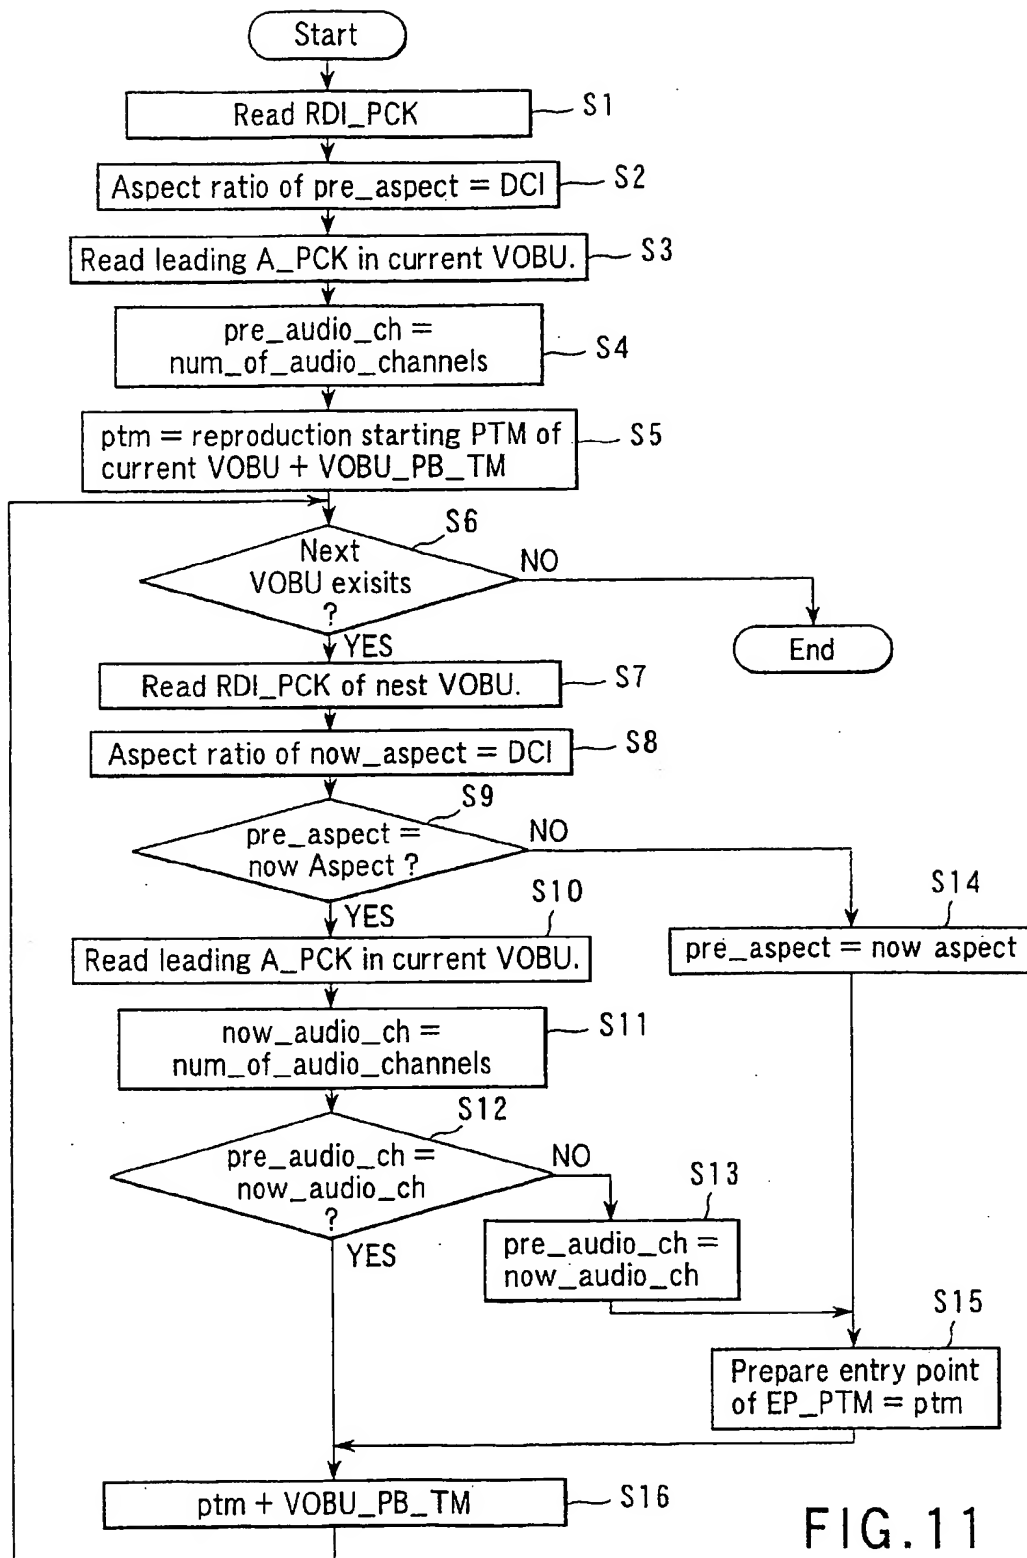 Start
Read RDI_PCK
S1
Aspect ratio of pre_aspect = DCI
S2
Read leading A_PCK in current VOBU.
S3
pre_audio_ch =
num_of_audio_channels
S4
ptm = reproduction starting PTM of
current VOBU + VOBU_PB_TM
S5
S6
Next
VOBU exisits
?
NO
YES
End
Read RDI_PCK of nest VOBU.
S7
Aspect ratio of now_aspect = DCI
S8
S9
pre_aspect =
now Aspect ?
NO
YES
S10
Read leading A_PCK in current VOBU.
S14
pre_aspect = now aspect
now_audio_ch =
num_of_audio_channels
S11
S12
pre_audio_ch =
now_audio_ch
?
NO
YES
S13
pre_audio_ch =
now_audio_ch
S15
Prepare entry point
of EP_PTM = ptm
ptm + VOBU_PB_TM
S16
FIG.11